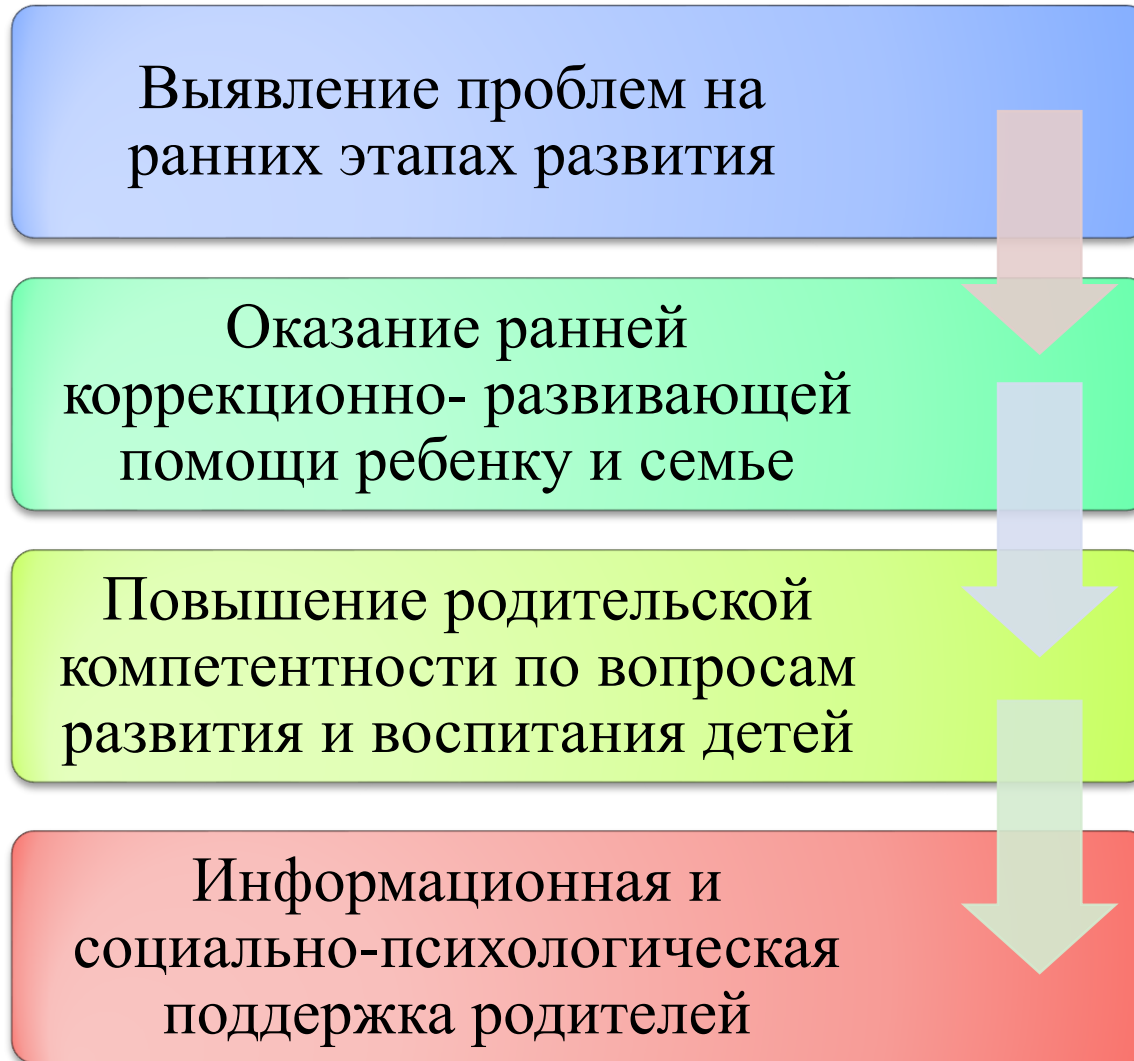 Выявление проблем на
ранних этапах развития
Оказание ранней
коррекционно- развивающей
помощи ребенку и семье
Повышение родительской
компетентности по вопросам
развития и воспитания детей
Информационная и
социально-психологическая
поддержка родителей